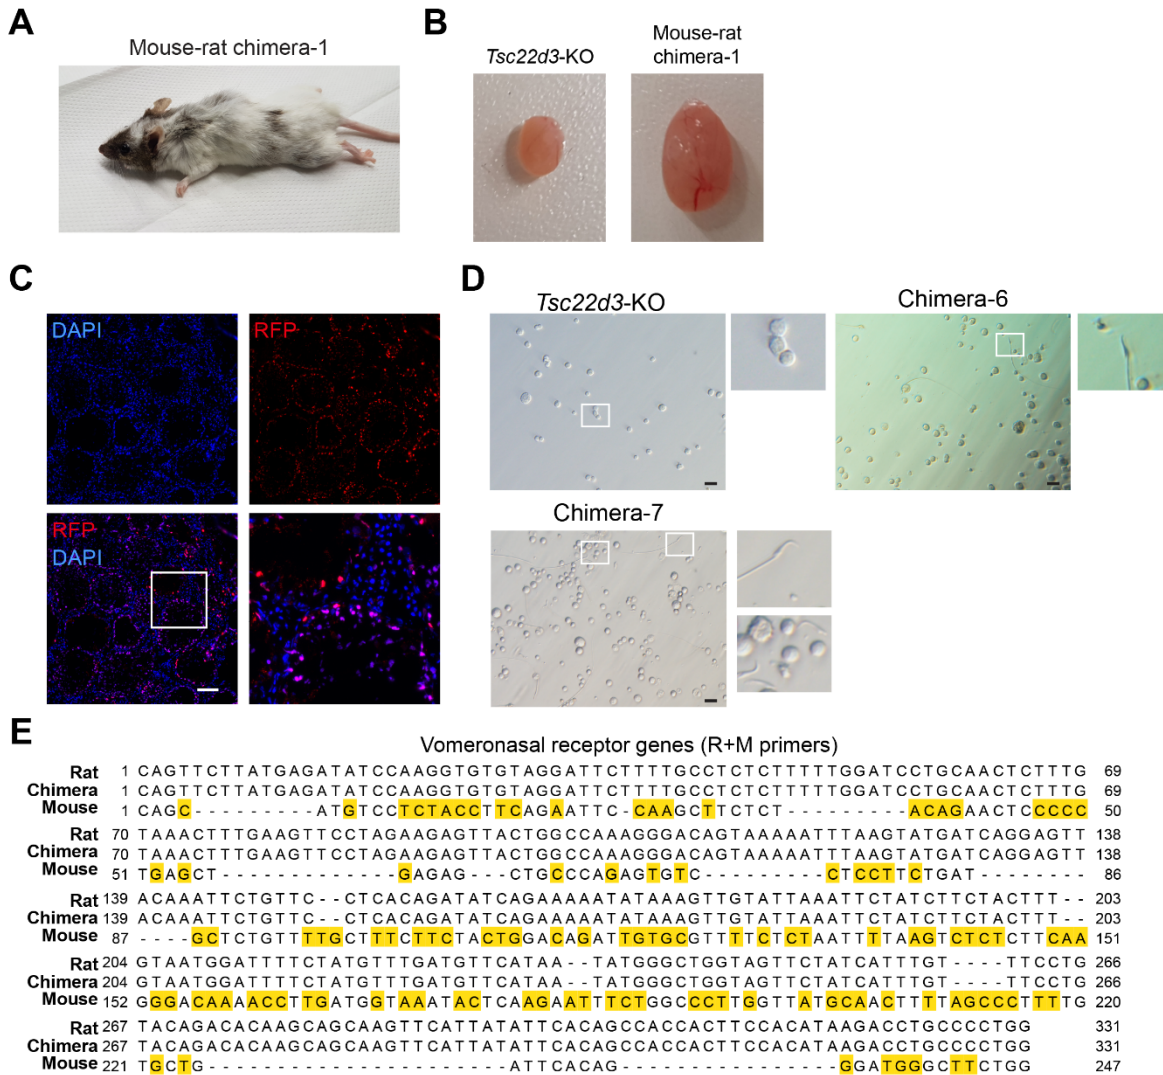 A
Mouse-rat chimera-1
B
Tsc22d3-KO
Mouse-rat
chimera-1
C
DAPI
RFP
RFP
DAPI
D
Tsc22d3-KO
Chimera-6
Chimera-7
E
Vomeronasal receptor genes (R+M primers)
Rat 1 CAGTTCTTATGAGATATCCAAGGTGTGTAGGATTCTTTTGCCTCTCTTTTTGGATCCTGCAACTCTTTG 69
Chimera 1 CAGTTCTTATGAGATATCCAAGGTGTGTAGGATTCTTTTGCCTCTCTTTTTGGATCCTGCAACTCTTTG 69
Mouse 1 CAGC---------ATGTCCTCTACCTTCAGAATTC-CAAGCTTCTCT---------ACAGAACTCCCCC 50
Rat 70 TAAACTTTGAAGTTCCTAGAAGAGTTACTGGCCAAAGGGACAGTAAAAATTTAAGTATGATCAGGAGTT 138
Chimera 70 TAAACTTTGAAGTTCCTAGAAGAGTTACTGGCCAAAGGGACAGTAAAAATTTAAGTATGATCAGGAGTT 138
Mouse 51 TGAGCT-------------GAGAG---CTGCCCAGAGTGTC---------CTCCTTCTGAT-------- 86
Rat 139 ACAAATTCTGTTC--CTCACAGATATCAGAAAAATATAAAGTTGTATTAAATTCTATCTTCTACTTT-- 203
Chimera 139 ACAAATTCTGTTC--CTCACAGATATCAGAAAAATATAAAGTTGTATTAAATTCTATCTTCTACTTT-- 203
Mouse 87 ----GCTCTGTTTTGCTTTCTTCTACTGGACAGATTGTGCGTTTTCTCTAATTTTAAGTCTCTCTTCAA 151
Rat 204 GTAATGGATTTTCTATGTTTGATGTTCATAA--TATGGGCTGGTAGTTCTATCATTTGT----TTCCTG 266
Chimera 204 GTAATGGATTTTCTATGTTTGATGTTCATAA--TATGGGCTGGTAGTTCTATCATTTGT----TTCCTG 266
Mouse 152 GGGACAAAACCTTGATGGTAAATACTCAAGAATTTCTGGCCCTTGGTTATGCAACTTTTAGCCCTTTTG 220
Rat 267 TACAGACACAAGCAGCAAGTTCATTATATTCACAGCCACCACTTCCACATAAGACCTGCCCCTGG 331
Chimera 267 TACAGACACAAGCAGCAAGTTCATTATATTCACAGCCACCACTTCCACATAAGACCTGCCCCTGG 331
Mouse 221 TGCTG----------------------ATTCACAG----------------GGATGGGCTTCTGG 247